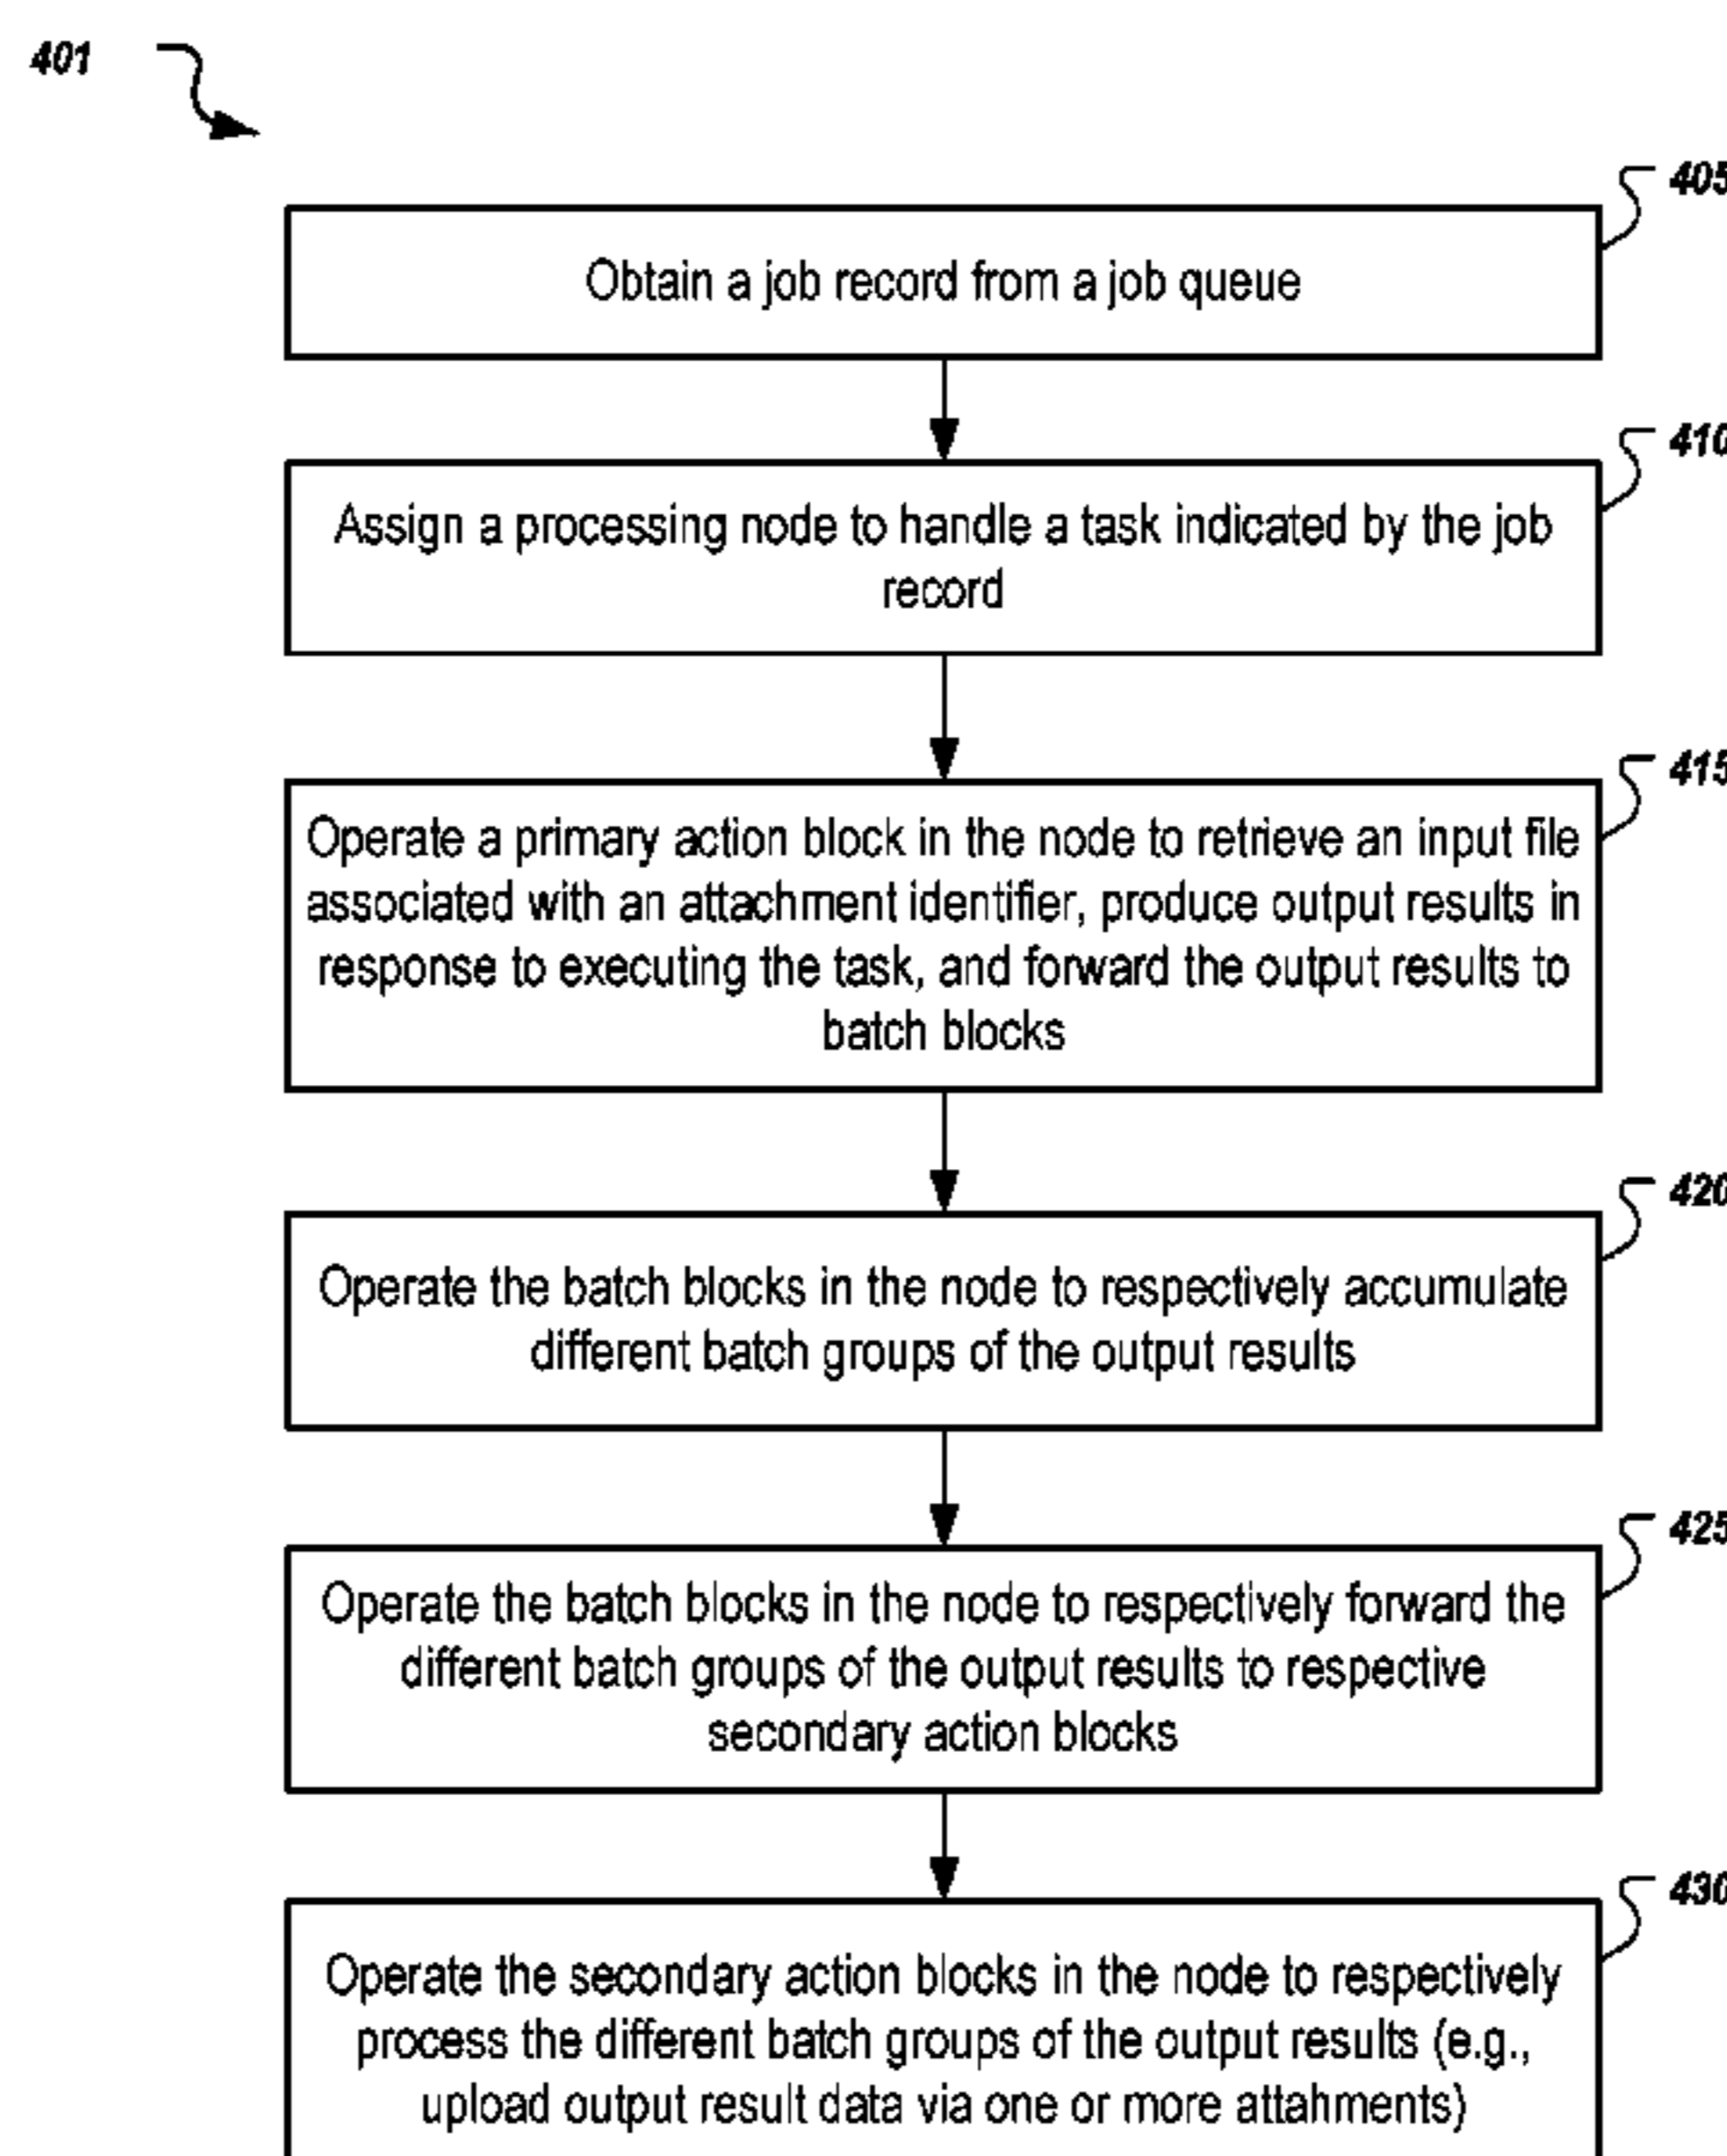 401
405
Obtain a job record from a job queue
410
Assign a processing node to handle a task indicated by the job
record
415
Operate a primary action block in the node to retrieve an input file
associated with an attachment identifier, produce output results in
response to executing the task, and forward the output results to
batch blocks
420
Operate the batch blocks in the node to respectively accumulate
different batch groups of the output results
425
Operate the batch blocks in the node to respectively forward the
different batch groups of the output results to respective
secondary action blocks
430
Operate the secondary action blocks in the node to respectively
process the different batch groups of the output results (e.g.,
upload output result data via one or more attahments)